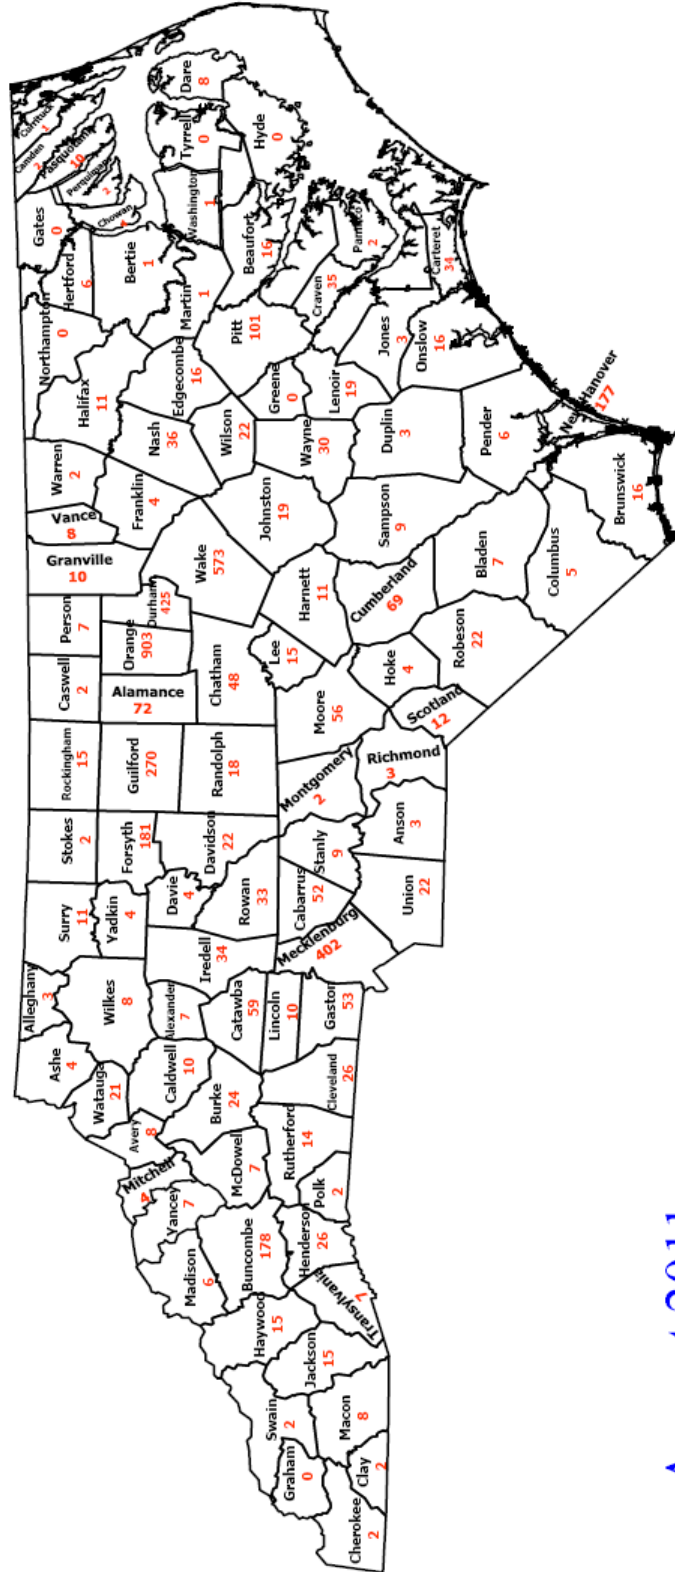 Cherokee
2
Graham
0
Clay
2
Swain
2
Macon
8
Jackson
15
Haywood
15
Transylvania
7
Madison
6
Buncombe
178
Henderson
26
Yancey
7
Mitchell
4
McDowell
7
Polk
2
Rutherford
14
Avery
8
Watauga
21
Ashe
4
Alleghany
3
Caldwell
10
Burke
24
Cleveland
26
Wilkes
8
Alexander
7
Catawba
59
Lincoln
10
Gaston
53
Surry
11
Yadkin
4
Iredell
34
Mecklenburg
402
Davie
4
Rowan
33
Cabarrus
52
Stanly
9
Union
22
Anson
3
Stokes
2
Forsyth
181
Davidson
22
Rockingham
15
Guilford
270
Randolph
18
Montgomery
2
Richmond
3
Caswell
2
Alamance
72
Chatham
48
Moore
56
Scotland
12
Hoke
4
Lee
15
Person
7
Orange
903
Durham
425
Granville
10
Wake
573
Harnett
11
Cumberland
69
Robeson
22
Bladen
7
Columbus
5
Brunswick
16
Vance
8
Warren
2
Franklin
4
Johnston
19
Sampson
9
Nash
36
Wilson
22
Wayne
30
Duplin
3
Pender
6
New Hanover
177
Northampton
0
Halifax
11
Edgecombe
16
Greene
0
Lenoir
19
Jones
3
Onslow
16
Hertford
6
Gates
0
Bertie
1
Martin
1
Pitt
101
Craven
35
Pamlico
2
Carteret
34
Beaufort
16
Washington
1
Tyrrell
0
Dare
8
Hyde
0
Chowan
4
Perquimans
2
Pasquotank
10
Camden
2
Currituck
1
2011